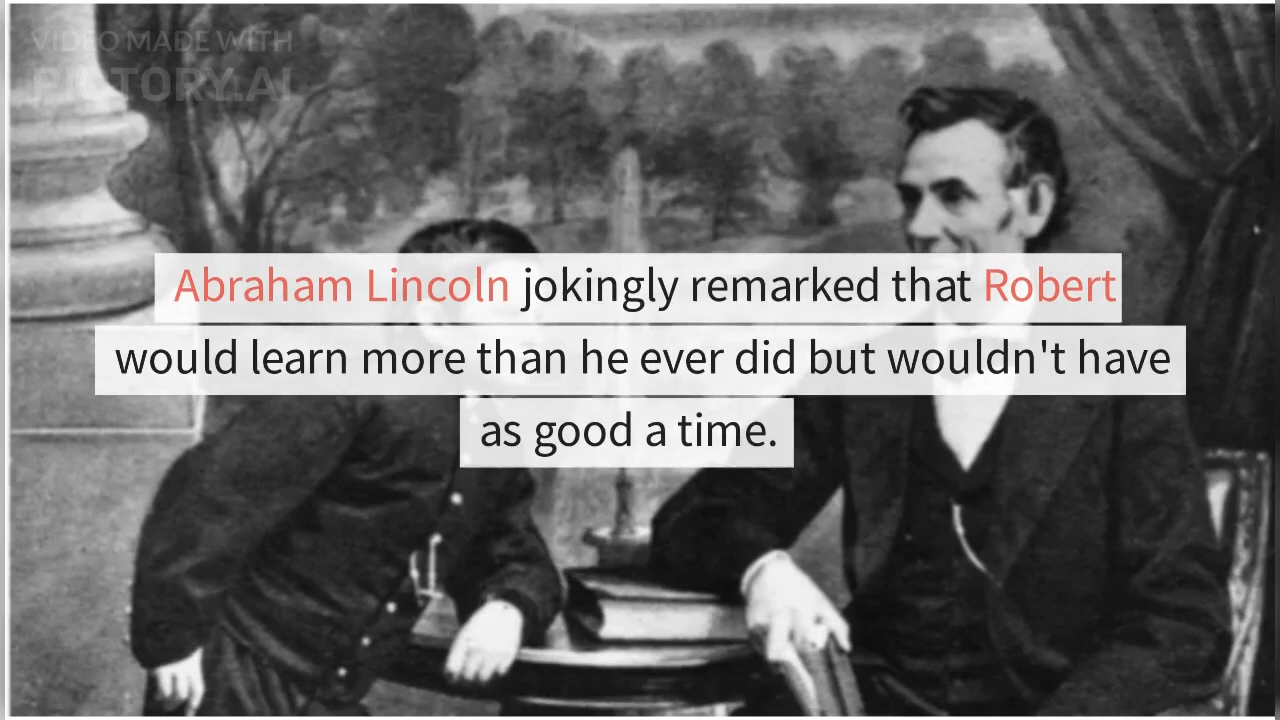 VIDEO MADE WITH
PICTORY.AI
Abraham Lincoln jokingly remarked that Robert
would learn more than he ever did but wouldn't have
as good a time.